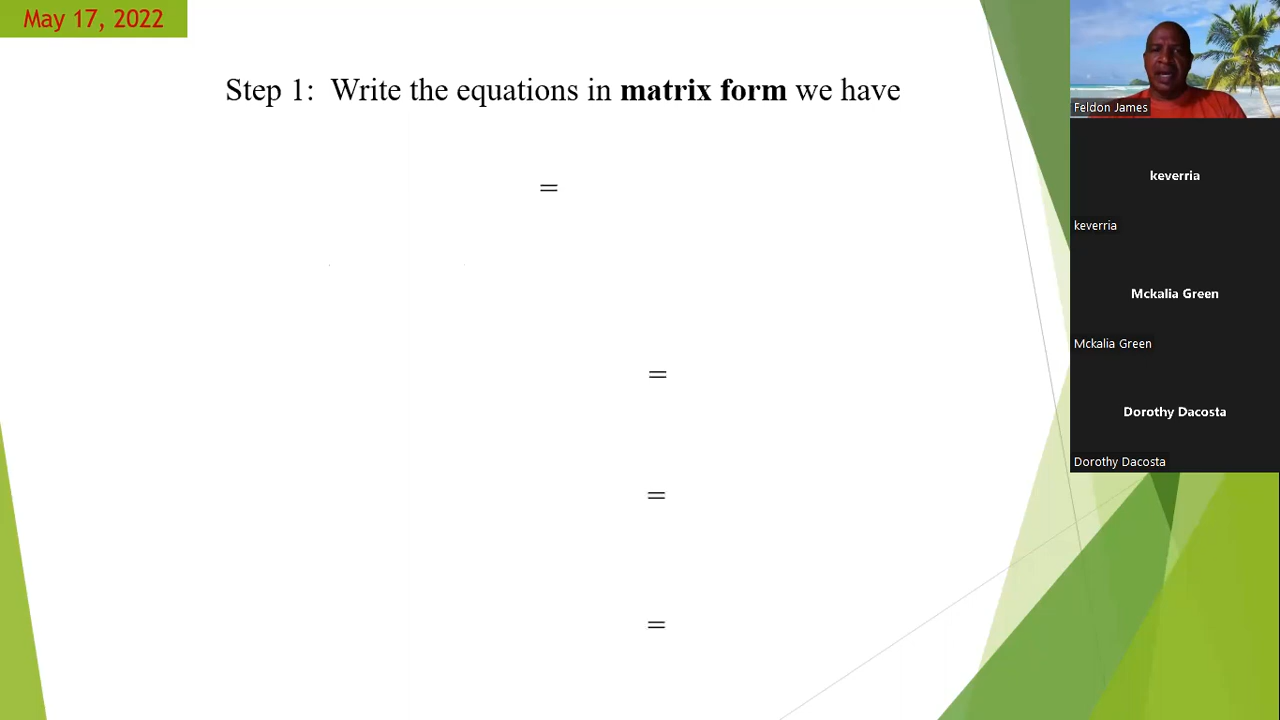 May 17, 2022
Step 1: Write the equations in matrix form we have
=
=
=
=
Feldon James
keverria
keverria
Mckalia Green
Mckalia Green
Dorothy Dacosta
Dorothy Dacosta